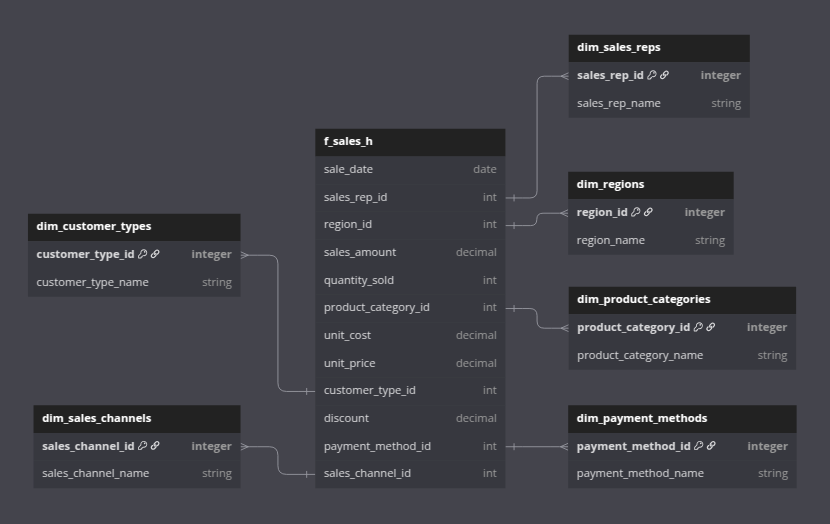 dim_sales_reps
sales_rep_id integer
sales_rep_name string
f_sales_h
sale_date date
sales_rep_id int
region_id int
sales_amount decimal
quantity_sold int
product_category_id int
unit_cost decimal
unit_price decimal
customer_type_id int
discount decimal
payment_method_id int
sales_channel_id int
dim_regions
region_id integer
region_name string
dim_customer_types
customer_type_id integer
customer_type_name string
dim_product_categories
product_category_id integer
product_category_name string
dim_sales_channels
sales_channel_id integer
sales_channel_name string
dim_payment_methods
payment_method_id integer
payment_method_name string